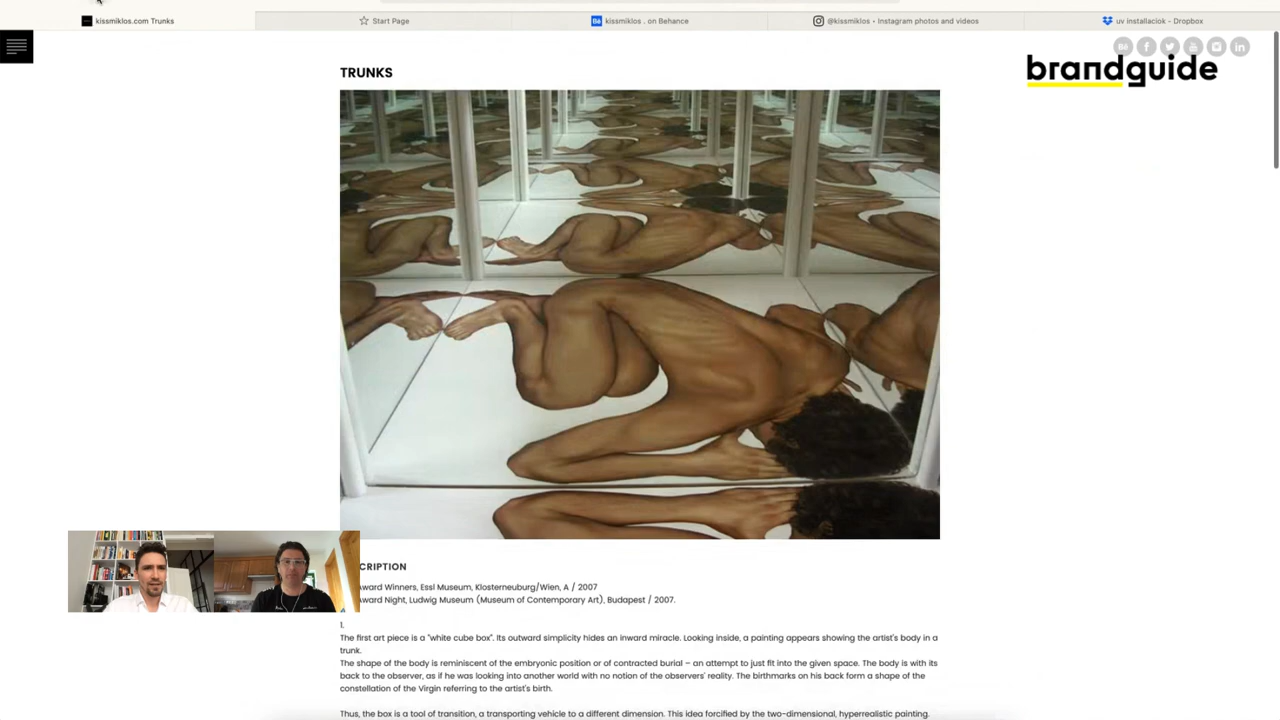 kissmiklos.com Trunks
Start Page
kissmiklos . on Behance
@kissmiklos • Instagram photos and videos
uv installaciok - Dropbox
brandguide
TRUNKS
CRIPTION
Award Winners, Essl Museum, Klosterneuburg/Wien, A / 2007
Award Night, Ludwig Museum (Museum of Contemporary Art), Budapest / 2007.
1.
The first art piece is a "white cube box". Its outward simplicity hides an inward miracle. Looking inside, a painting appears showing the artist's body in a
trunk.
The shape of the body is reminiscent of the embryonic position or of contracted burial – an attempt to just fit into the given space. The body is with its
back to the observer, as if he was looking into another world with no notion of the observers' reality. The birthmarks on his back form a shape of the
constellation of the Virgin referring to the artist's birth.
Thus, the box is a tool of transition, a transporting vehicle to a different dimension. This idea forcified by the two-dimensional, hyperrealistic painting.